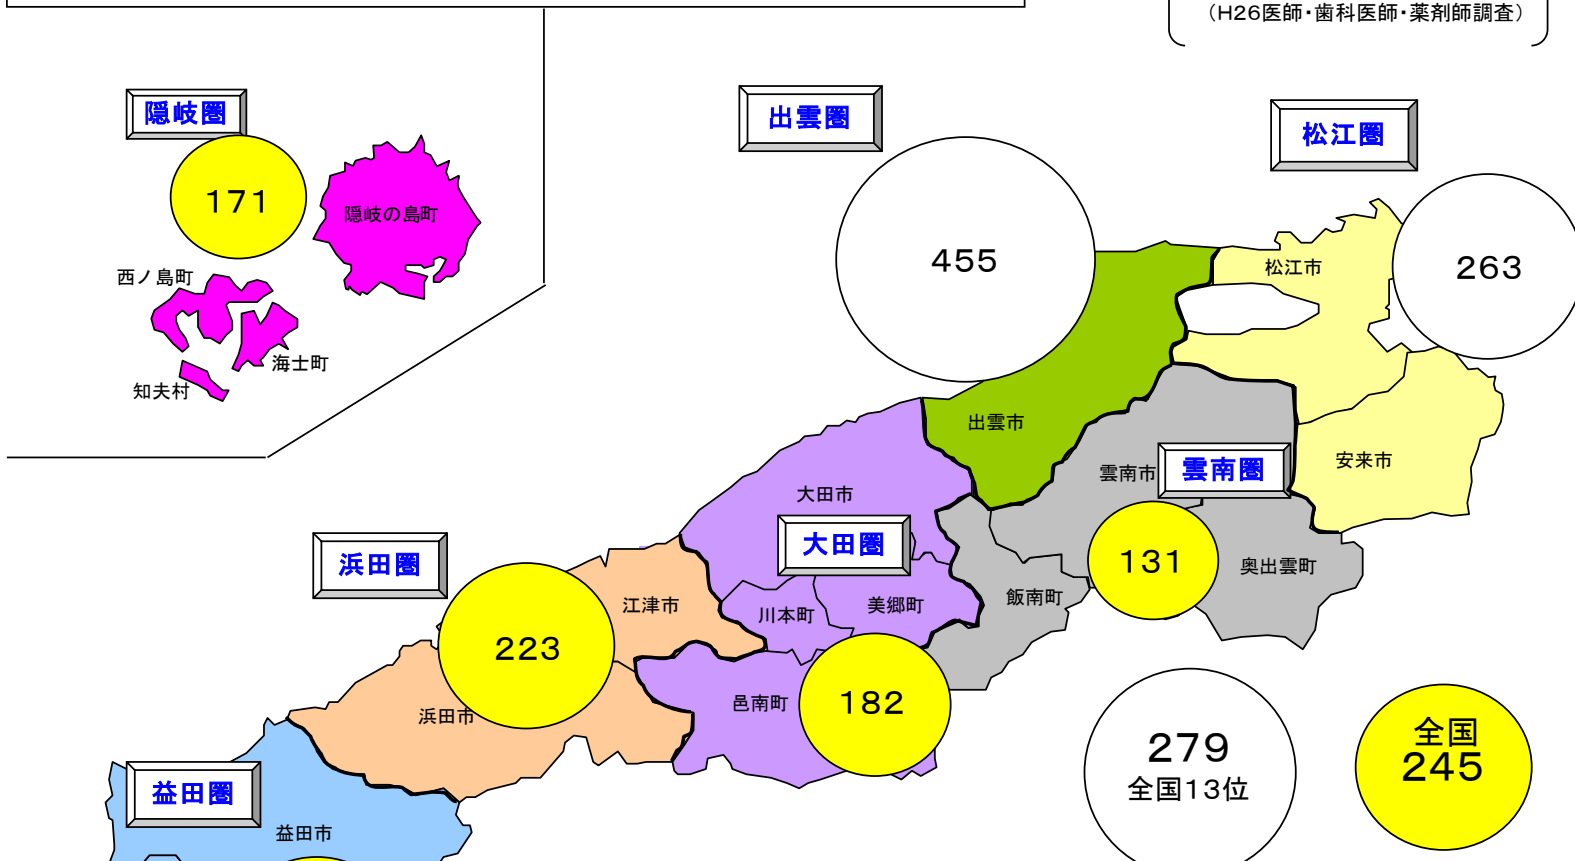 （H26医師・歯科医師・薬剤師調査）
隠岐圏
出雲圏
松江圏
171
隠岐の島町
455
松江市
263
西ノ島町
海士町
知夫村
出雲市
安来市
雲南市
雲南圏
大田市
大田圏
浜田圏
131
奥出雲町
江津市
川本町
美郷町
飯南町
223
邑南町
182
浜田市
279
全国13位
全国
245
益田圏
益田市